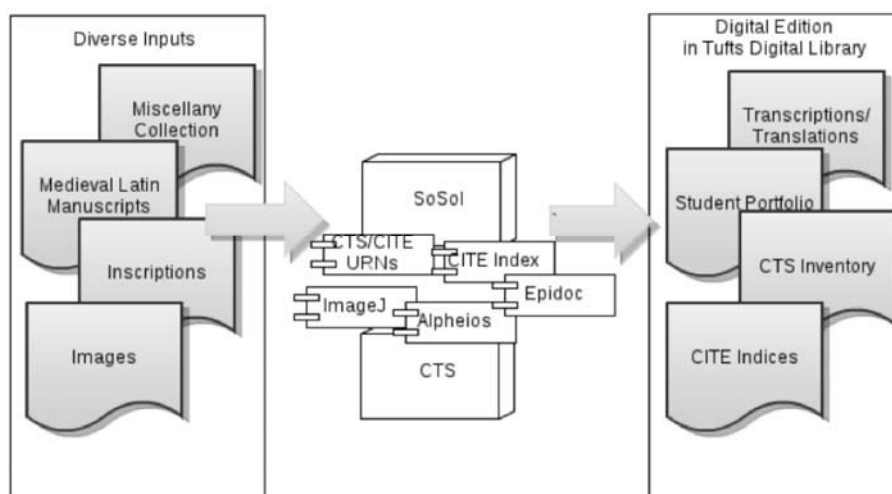 Diverse Inputs
Miscellany
Collection
Medieval Latin
Manuscripts
Inscriptions
Images
SoSol
CTS/CITE
URNs
CITE Index
Epidoc
ImageJ
Alpheios
CTS
Digital Edition
in Tufts Digital Library
Transcriptions/
Translations
Student Portfolio
CTS Inventory
CITE Indices